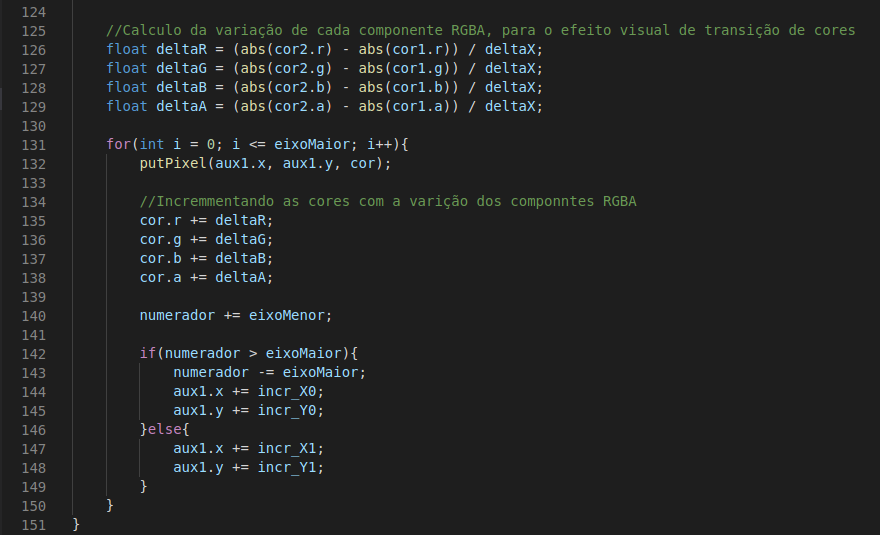 124
125 //Calculo da variação de cada componente RGBA, para o efeito visual de transição de cores
126 float deltaR = (abs(cor2.r) - abs(cor1.r)) / deltaX;
127 float deltaG = (abs(cor2.g) - abs(cor1.g)) / deltaX;
128 float deltaB = (abs(cor2.b) - abs(cor1.b)) / deltaX;
129 float deltaA = (abs(cor2.a) - abs(cor1.a)) / deltaX;
130
131 for(int i = 0; i <= eixoMaior; i++){
132 putPixel(aux1.x, aux1.y, cor);
133
134 //Incremmentando as cores com a varição dos componntes RGBA
135 cor.r += deltaR;
136 cor.g += deltaG;
137 cor.b += deltaB;
138 cor.a += deltaA;
139
140 numerador += eixoMenor;
141
142 if(numerador > eixoMaior){
143 numerador -= eixoMaior;
144 aux1.x += incr_X0;
145 aux1.y += incr_Y0;
146 }else{
147 aux1.x += incr_X1;
148 aux1.y += incr_Y1;
149 }
150 }
151 }